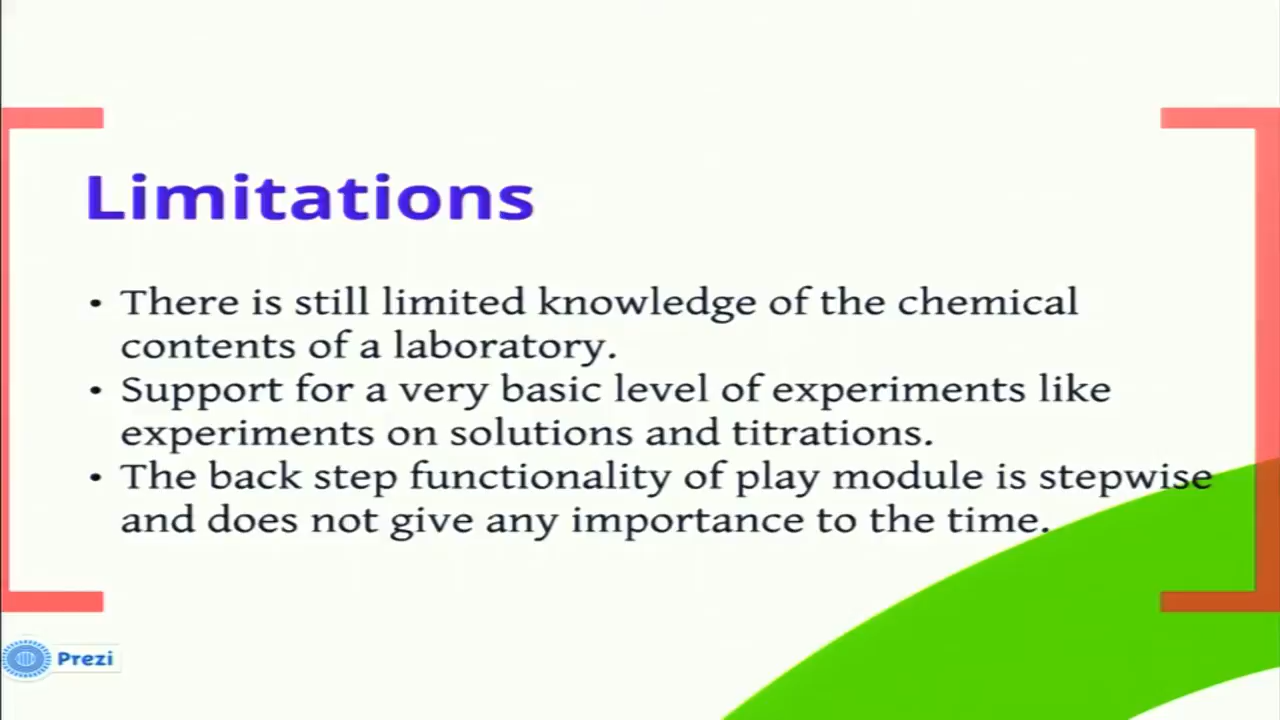 Limitations
• There is still limited knowledge of the chemical
contents of a laboratory.
• Support for a very basic level of experiments like
experiments on solutions and titrations.
• The back step functionality of play module is stepwise
and does not give any importance to the time.
Prezi